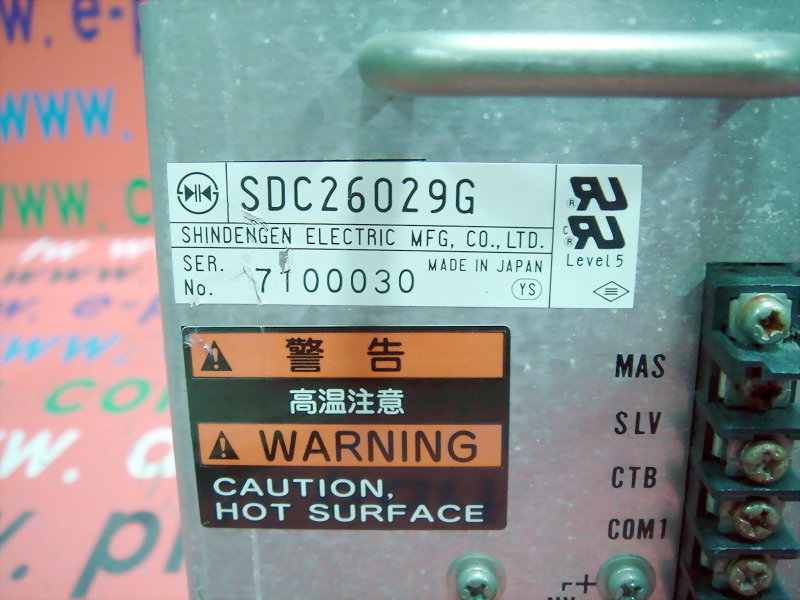 SDC26029G
SHINDENGEN ELECTRIC MFG, CO.,LTD.
SER. No. 7100030 MADE IN JAPAN
YS
Level 5
警告
高温注意
WARNING
CAUTION,
HOT SURFACE
MAS
SLV
CTB
COM1
+